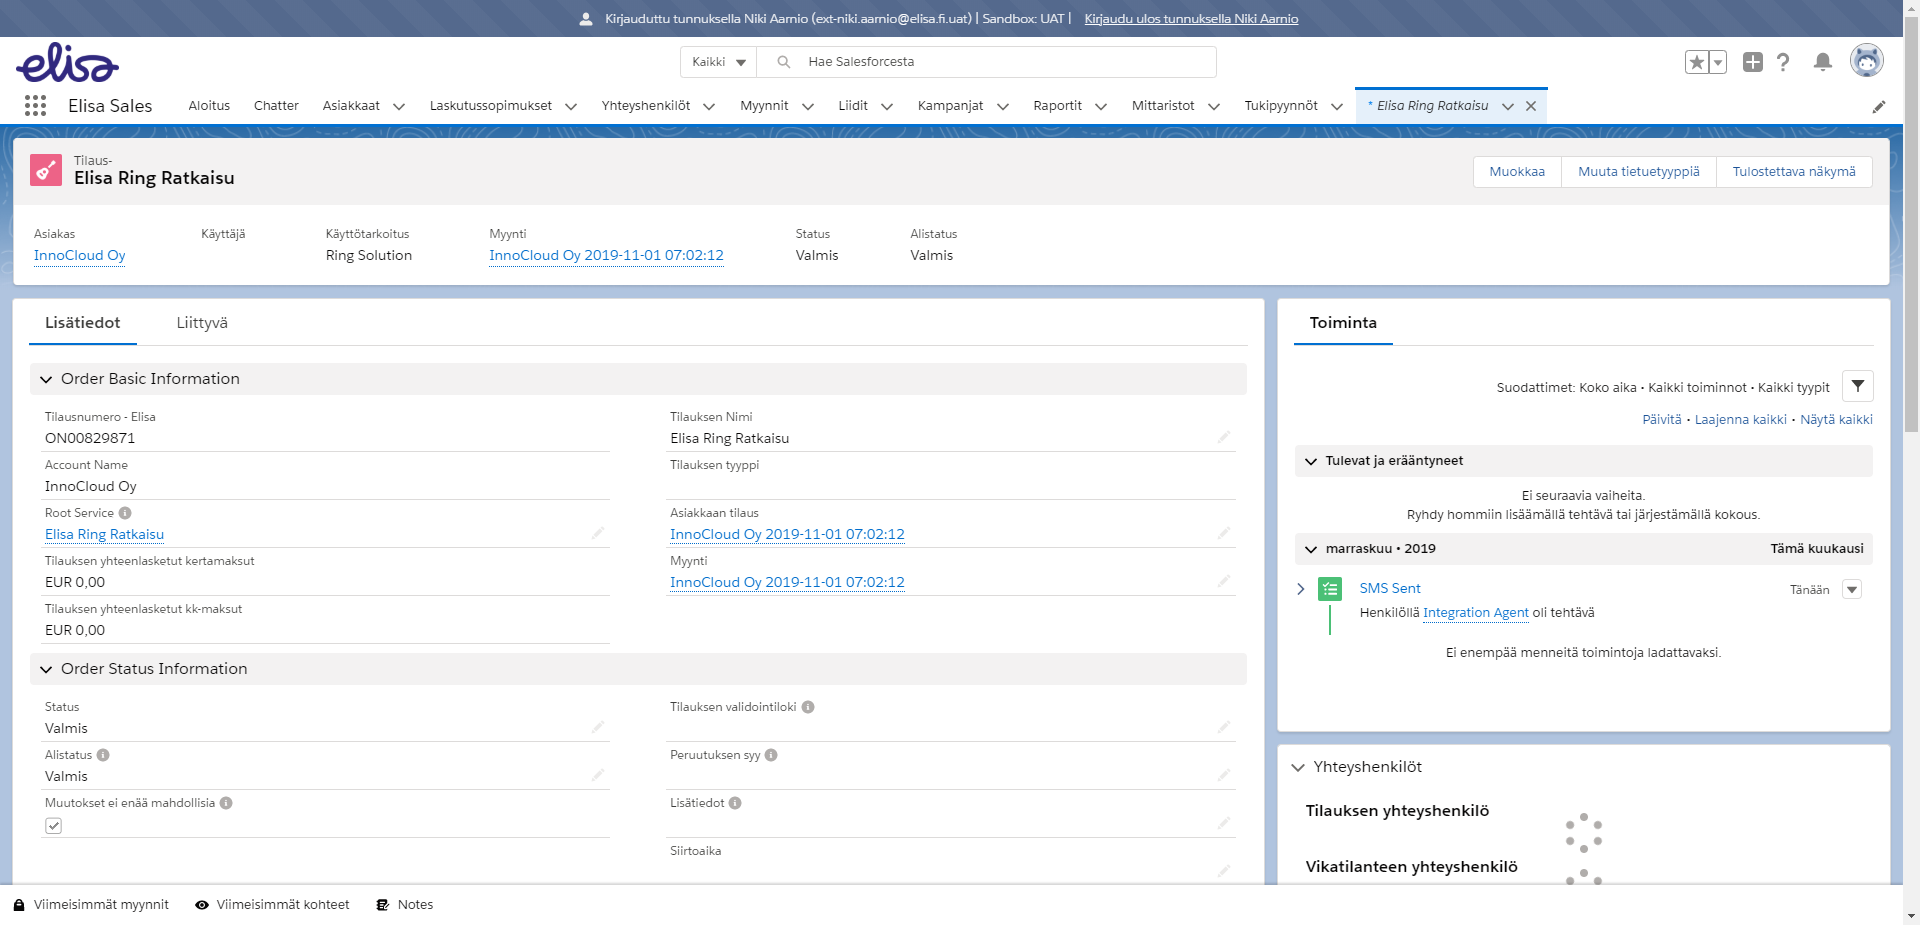 Kirjauduttu tunnuksella Niki Aarnio (ext-niki.aarnio@elisa.fi.uat) | Sandbox: UAT | Kirjaudu ulos tunnuksella Niki Aarnio
elisa
Kaikki Hae Salesforcesta
Elisa Sales Aloitus Chatter Asiakkaat Laskutussopimukset Yhteyshenkilöt Myynnit Liidit Kampanjat Raportit Mittaristot Tukipyynnöt * Elisa Ring Ratkaisu
Tilaus-
Elisa Ring Ratkaisu
Muokkaa Muuta tietuetyyppiä Tulostettava näkymä
Asiakas Käyttäjä Käyttötarkoitus Myynti Status Alistatus
InnoCloud Oy Ring Solution InnoCloud Oy 2019-11-01 07:02:12 Valmis Valmis
Lisätiedot Liittyvä
Order Basic Information
Tilausnumero - Elisa
ON00829871
Tilauksen Nimi
Elisa Ring Ratkaisu
Account Name
InnoCloud Oy
Tilauksen tyyppi
Root Service
Elisa Ring Ratkaisu
Asiakkaan tilaus
InnoCloud Oy 2019-11-01 07:02:12
Tilauksen yhteenlasketut kertamaksut
EUR 0,00
Myynti
InnoCloud Oy 2019-11-01 07:02:12
Tilauksen yhteenlasketut kk-maksut
EUR 0,00
Order Status Information
Status
Valmis
Tilauksen validointiloki
Alistatus
Valmis
Peruutuksen syy
Muutokset ei enää mahdollisia
Lisätiedot
Siirtoaika
Toiminta
Suodattimet: Koko aika • Kaikki toiminnot • Kaikki tyypit
Päivitä • Laajenna kaikki • Näytä kaikki
Tulevat ja erääntyneet
Ei seuraavia vaiheita.
Ryhdy hommiin lisäämällä tehtävä tai järjestämällä kokous.
marraskuu • 2019 Tämä kuukausi
SMS Sent Tänään
Henkilöllä Integration Agent oli tehtävä
Ei enempää menneitä toimintoja ladattavaksi.
Yhteyshenkilöt
Tilauksen yhteyshenkilö
Vikatilanteen yhteyshenkilö
Viimeisimmät myynnit Viimeisimmät kohteet Notes